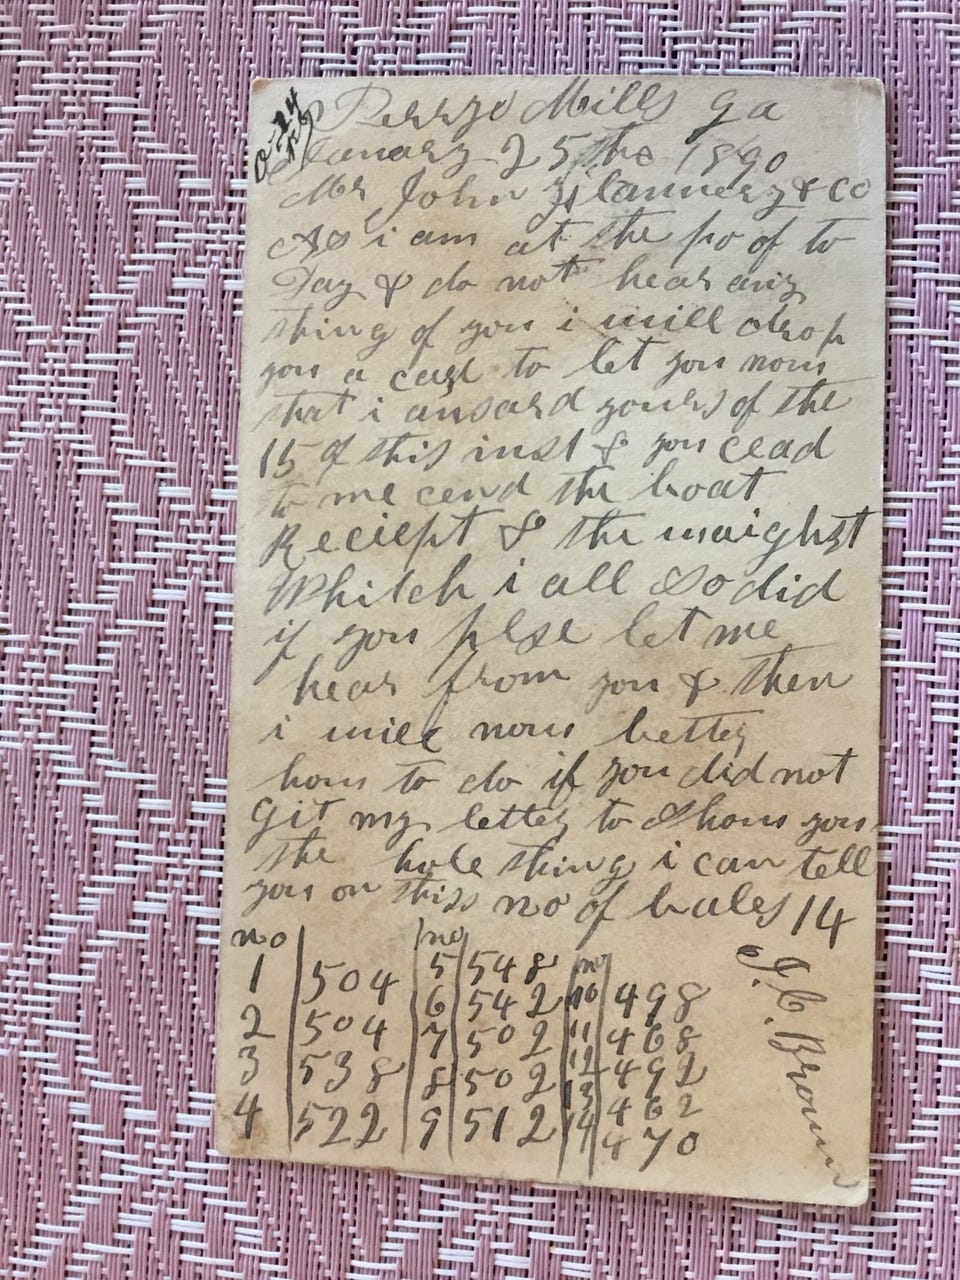 Mills ga
January 25 the 1890
Mr John Flannery & Co
As i am at the po of to
Day & do not hear any
thing of you i will drop
you a card to let you now
that i ansard yours of the
15 of this inst & you cead
to me cend the boat
Reciept & the waight
Whitch i all so did
if you plse let me
hear from you & then
i will now better
how to do if you did not
git my letter to Show you
the hole thing i can tell
you on thiss no of bales 14
no no no
1 504 5 548 10 498
2 504 6 542 11 468
3 538 7 502 12 492
4 522 8 502 13 462
9 512 14 470
J. C. Brown